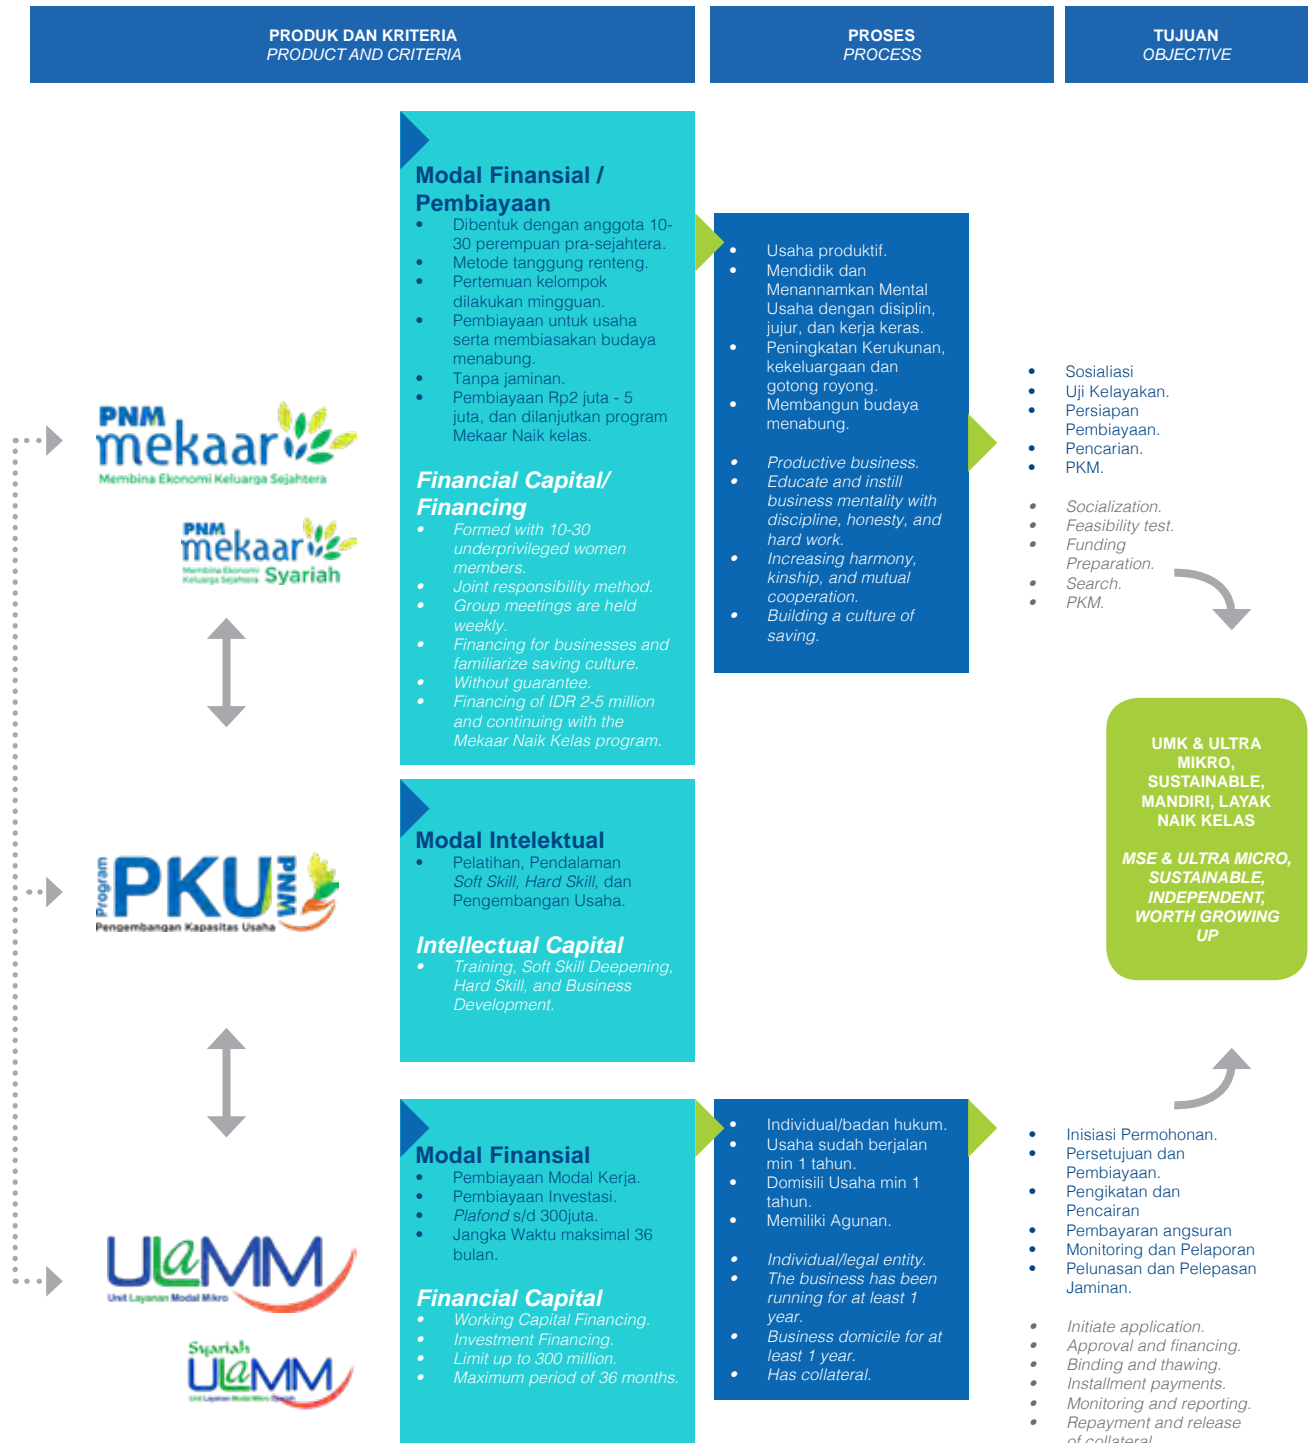 PRODUK DAN KRITERIA
PRODUCT AND CRITERIA
PROSES
PROCESS
TUJUAN
OBJECTIVE
PNM
mekaar
Membina Ekonomi Keluarga Sejahtera
PNM
mekaar
Membina Ekonomi
Keluarga Sejahtera
Syariah
Modal Finansial /
Pembiayaan
• Dibentuk dengan anggota 10-
30 perempuan pra-sejahtera.
• Metode tanggung renteng.
• Pertemuan kelompok
dilakukan mingguan.
• Pembiayaan untuk usaha
serta membiasakan budaya
menabung.
• Tanpa jaminan.
• Pembiayaan Rp2 juta - 5
juta, dan dilanjutkan program
Mekaar Naik kelas.
Financial Capital/
Financing
• Formed with 10-30
underprivileged women
members.
• Joint responsibility method.
• Group meetings are held
weekly.
• Financing for businesses and
familiarize saving culture.
• Without guarantee.
• Financing of IDR 2-5 million
and continuing with the
Mekaar Naik Kelas program.
• Usaha produktif.
• Mendidik dan
Menannamkan Mental
Usaha dengan disiplin,
jujur, dan kerja keras.
• Peningkatan Kerukunan,
kekeluargaan dan
gotong royong.
• Membangun budaya
menabung.
• Productive business.
• Educate and instill
business mentality with
discipline, honesty, and
hard work.
• Increasing harmony,
kinship, and mutual
cooperation.
• Building a culture of
saving.
• Sosialiasi
• Uji Kelayakan.
• Persiapan
Pembiayaan.
• Pencarian.
• PKM.
• Socialization.
• Feasibility test.
• Funding
Preparation.
• Search.
• PKM.
UMK & ULTRA
MIKRO,
SUSTAINABLE,
MANDIRI, LAYAK
NAIK KELAS
MSE & ULTRA MICRO,
SUSTAINABLE,
INDEPENDENT,
WORTH GROWING
UP
Program
PKU
PNM
Pengembangan Kapasitas Usaha
Modal Intelektual
• Pelatihan, Pendalaman
Soft Skill, Hard Skill, dan
Pengembangan Usaha.
Intellectual Capital
• Training, Soft Skill Deepening,
Hard Skill, and Business
Development.
ULaMM
Unit Layanan Modal Mikro
Syariah
ULaMM
Unit Layanan Modal Mikro Syariah
Modal Finansial
• Pembiayaan Modal Kerja.
• Pembiayaan Investasi.
• Plafond s/d 300juta.
• Jangka Waktu maksimal 36
bulan.
Financial Capital
• Working Capital Financing.
• Investment Financing.
• Limit up to 300 million.
• Maximum period of 36 months.
• Individual/badan hukum.
• Usaha sudah berjalan
min 1 tahun.
• Domisili Usaha min 1
tahun.
• Memiliki Agunan.
• Individual/legal entity.
• The business has been
running for at least 1
year.
• Business domicile for at
least 1 year.
• Has collateral.
• Inisiasi Permohonan.
• Persetujuan dan
Pembiayaan.
• Pengikatan dan
Pencairan
• Pembayaran angsuran
• Monitoring dan Pelaporan
• Pelunasan dan Pelepasan
Jaminan.
• Initiate application.
• Approval and financing.
• Binding and thawing.
• Installment payments.
• Monitoring and reporting.
• Repayment and release
of collateral